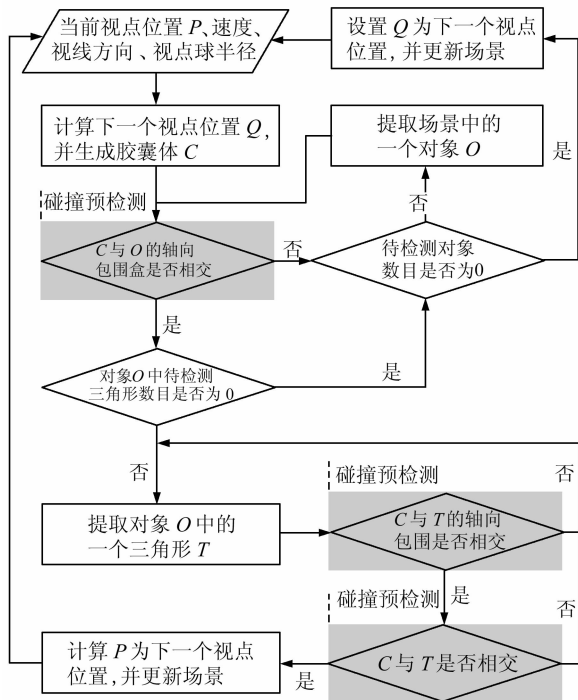 当前视点位置 P、速度、
视线方向、视点球半径
设置 Q 为下一个视点
位置,并更新场景
计算下一个视点位置 Q,
并生成胶囊体 C
提取场景中的
一个对象 O
是
碰撞预检测
否
C 与 O 的轴向
包围盒是否相交
否
待检测对象
数目是否为0
是
对象O 中待检测
三角形数目是否为 0
是
否
碰撞预检测
否
提取对象 O 中的
一个三角形 T
C 与 T 的轴向
包围是否相交
碰撞预检测
是
否
计算 P 为下一个视点
位置,并更新场景
是
C 与 T 是否相交